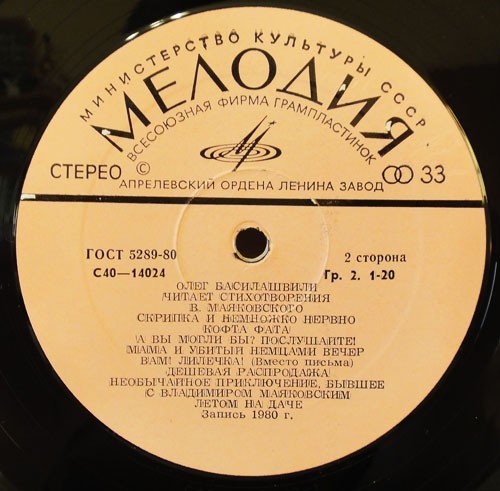 МИНИСТЕРСТВО КУЛЬТУРЫ СССР
МЕЛОДИЯ
ВСЕСОЮЗНАЯ ФИРМА ГРАМПЛАСТИНОК
СТЕРЕО © 33
АПРЕЛЕВСКИЙ ОРДЕНА ЛЕНИНА ЗАВОД
ГОСТ 5289-80 2 сторона
С40—14024 Гр. 2. 1-20
ОЛЕГ БАСИЛАШВИЛИ
ЧИТАЕТ СТИХОТВОРЕНИЯ
В. МАЯКОВСКОГО
СКРИПКА И НЕМНОЖКО НЕРВНО
КОФТА ФАТА
А ВЫ МОГЛИ БЫ? ПОСЛУШАЙТЕ!
МАМА И УБИТЫЙ НЕМЦАМИ ВЕЧЕР
ВАМ! ЛИЛЕЧКА! (Вместо письма)
ДЕШЕВАЯ РАСПРОДАЖА
НЕОБЫЧАЙНОЕ ПРИКЛЮЧЕНИЕ, БЫВШЕЕ
С ВЛАДИМИРОМ МАЯКОВСКИМ
ЛЕТОМ НА ДАЧЕ
Запись 1980 г.